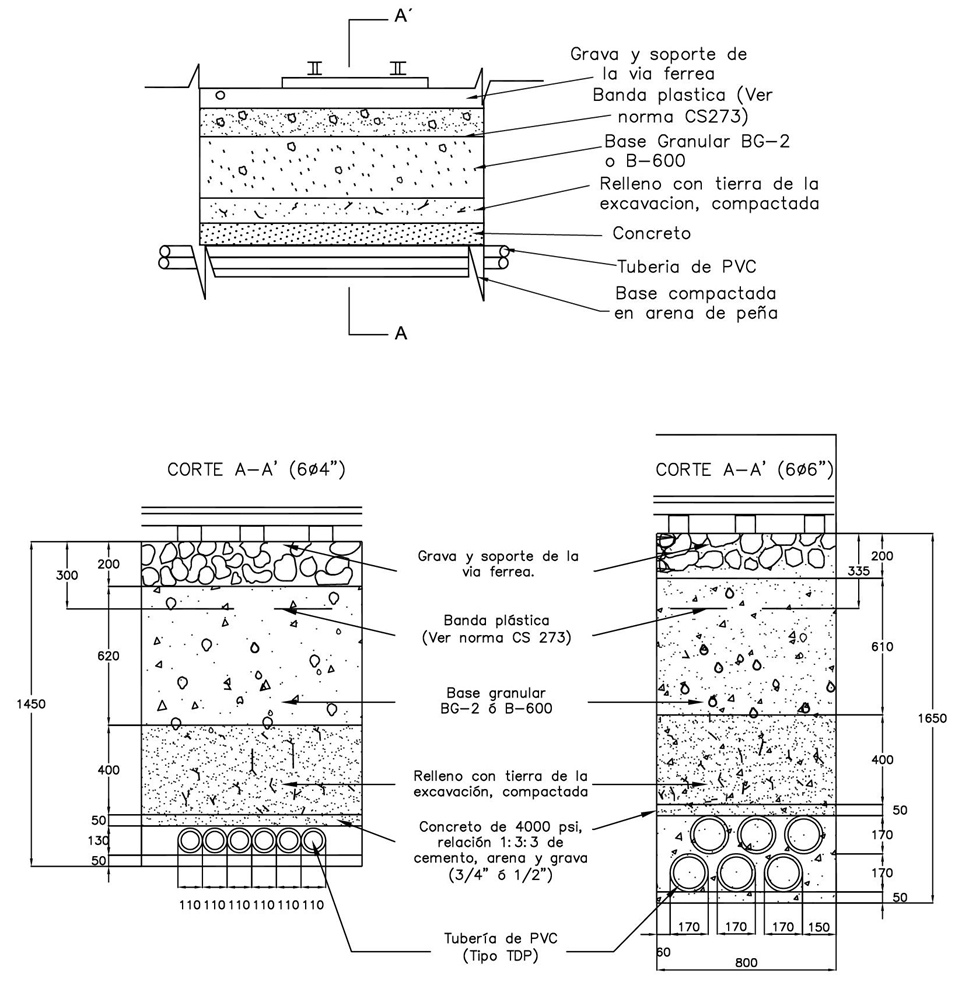 A´
Grava y soporte de
la via ferrea
Banda plastica (Ver
norma CS273)
Base Granular BG-2
o B-600
Relleno con tierra de la
excavacion, compactada
Concreto
Tuberia de PVC
Base compactada
en arena de peña
A
CORTE A-A' (6ø4")
CORTE A-A' (6ø6")
300
200
620
1450
400
50
130
50
110 110 110 110 110 110
Grava y soporte de la
via ferrea.
Banda plástica
(Ver norma CS 273)
Base granular
BG-2 ó B-600
Relleno con tierra de la
excavación, compactada
Concreto de 4000 psi,
relación 1:3:3 de
cemento, arena y grava
(3/4" ó 1/2")
Tubería de PVC
(Tipo TDP)
200
335
610
1650
400
50
170
170
50
170 170 170 150
60
800